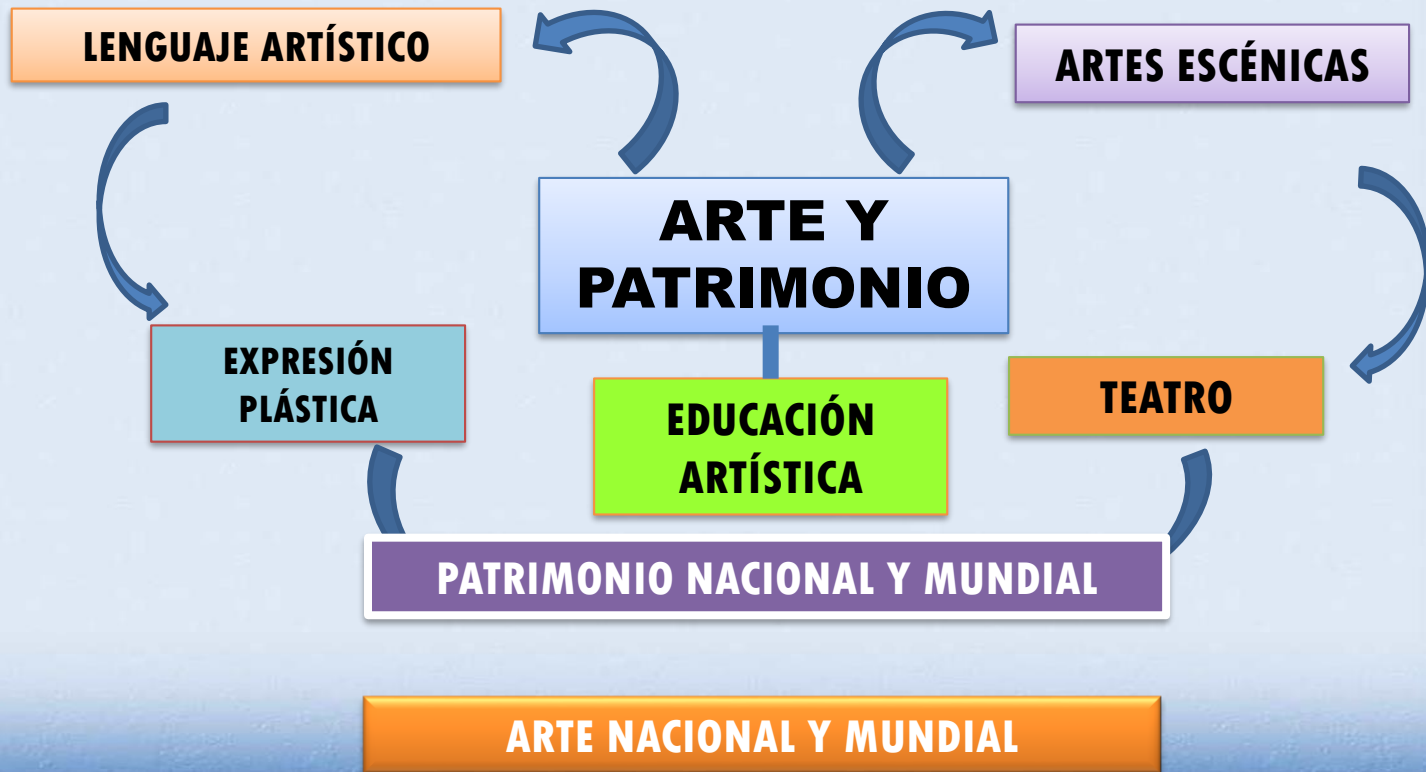 LENGUAJE ARTÍSTICO
ARTES ESCÉNICAS
ARTE Y
PATRIMONIO
EXPRESIÓN
PLÁSTICA
EDUCACIÓN
ARTÍSTICA
TEATRO
PATRIMONIO NACIONAL Y MUNDIAL
ARTE NACIONAL Y MUNDIAL